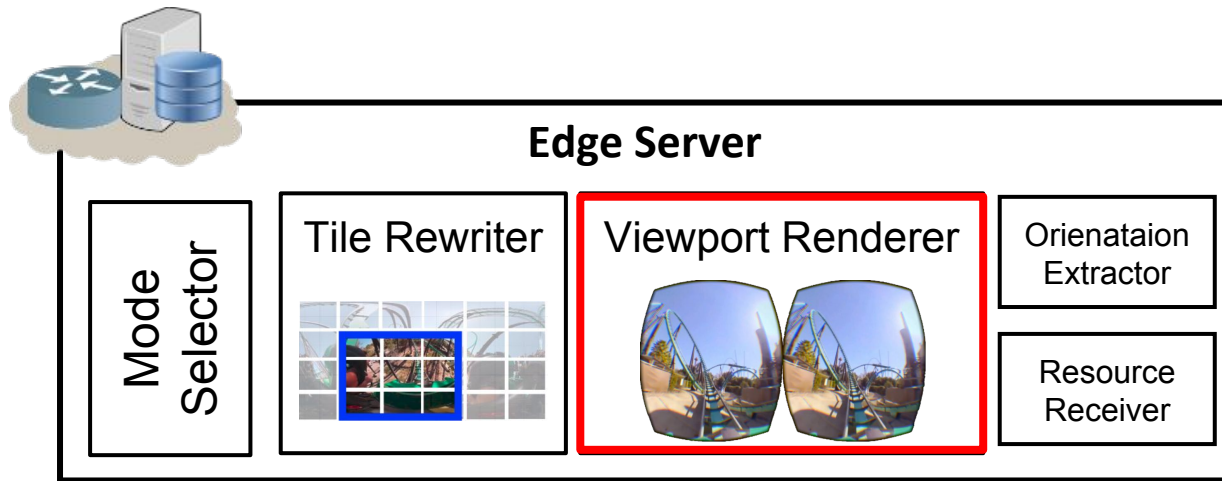 Edge Server
Mode
Selector
Tile Rewriter
Viewport Renderer
Orienataion
Extractor
Resource
Receiver